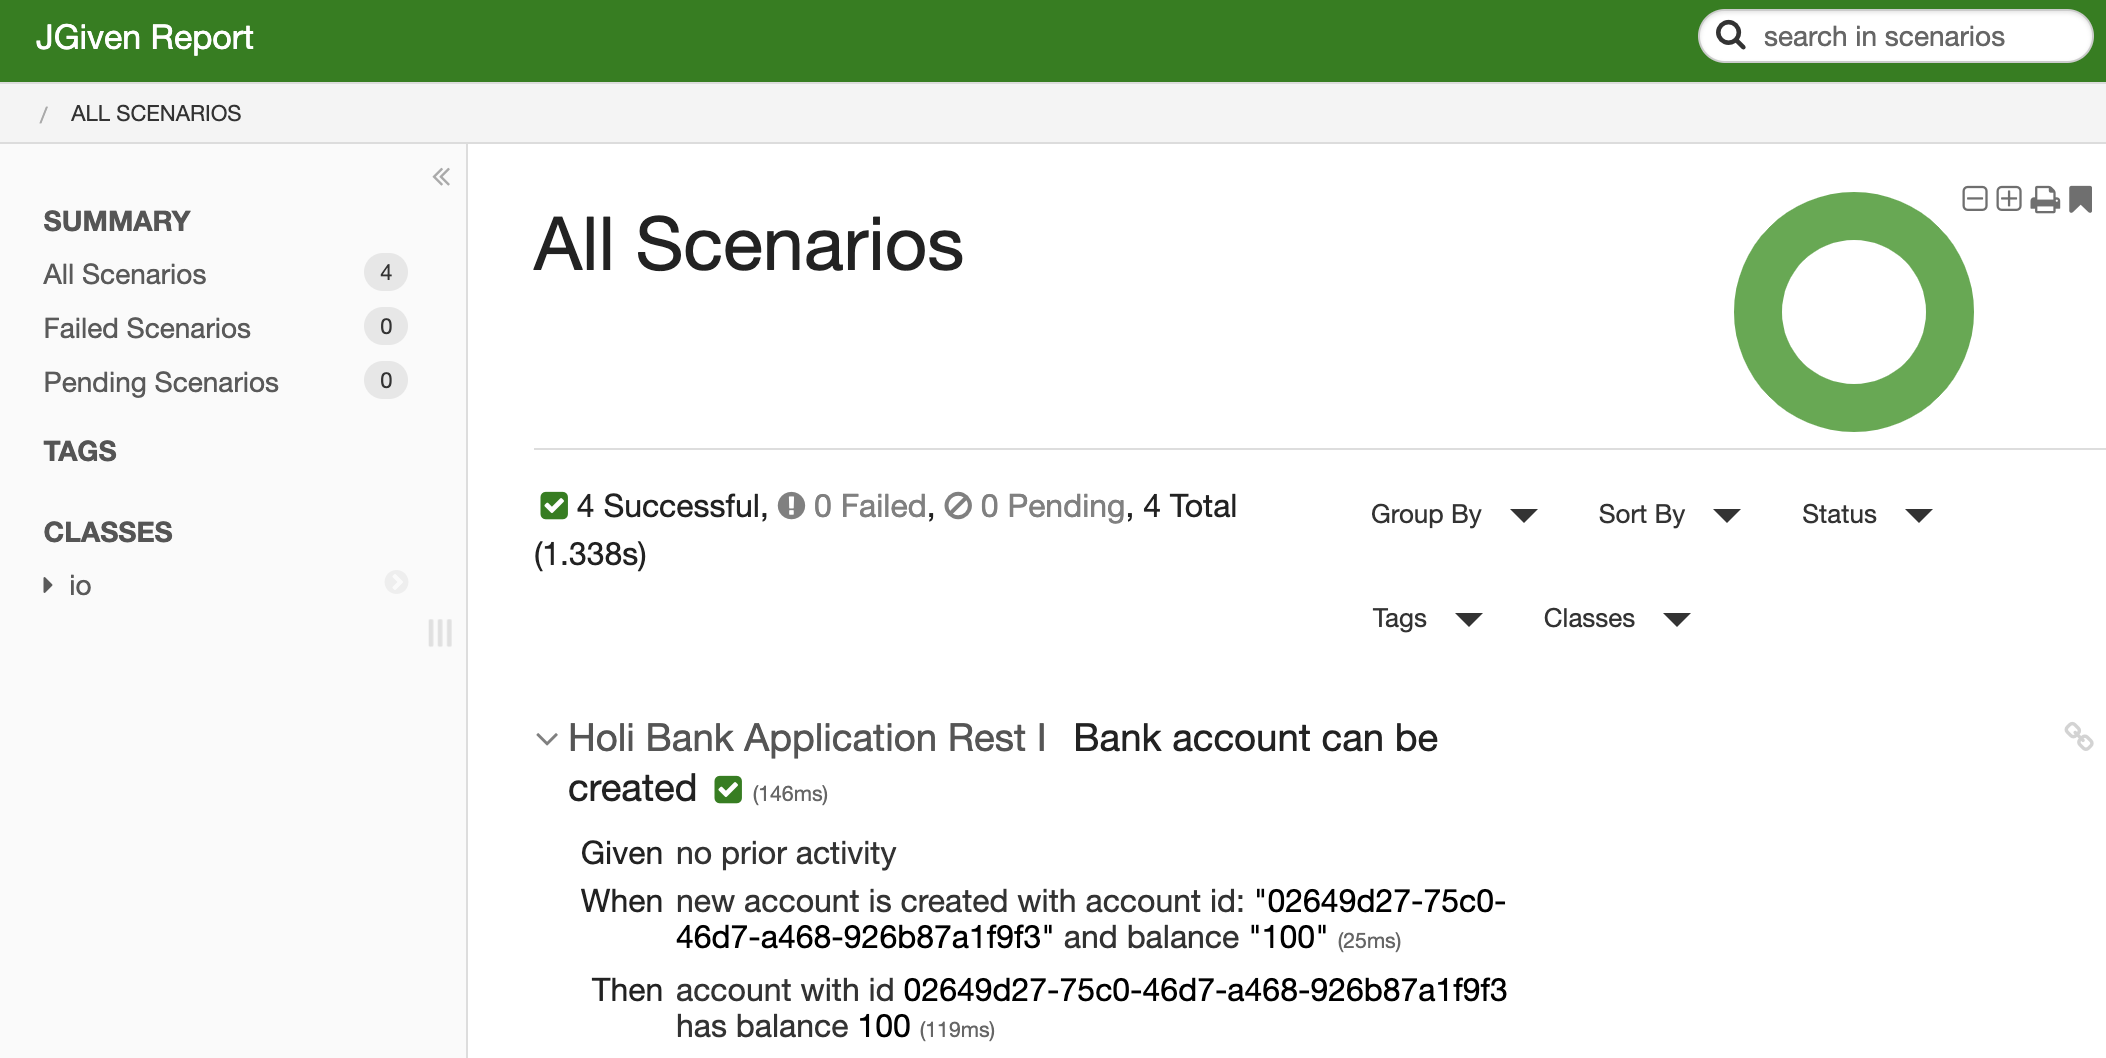 JGiven Report
search in scenarios
/ ALL SCENARIOS
SUMMARY
All Scenarios 4
Failed Scenarios 0
Pending Scenarios 0
TAGS
CLASSES
io
All Scenarios
4 Successful, 0 Failed, 0 Pending, 4 Total
(1.338s)
Group By Sort By Status
Tags Classes
Holi Bank Application Rest I Bank account can be
created (146ms)
Given no prior activity
When new account is created with account id: "02649d27-75c0-
46d7-a468-926b87a1f9f3" and balance "100" (25ms)
Then account with id 02649d27-75c0-46d7-a468-926b87a1f9f3
has balance 100 (119ms)